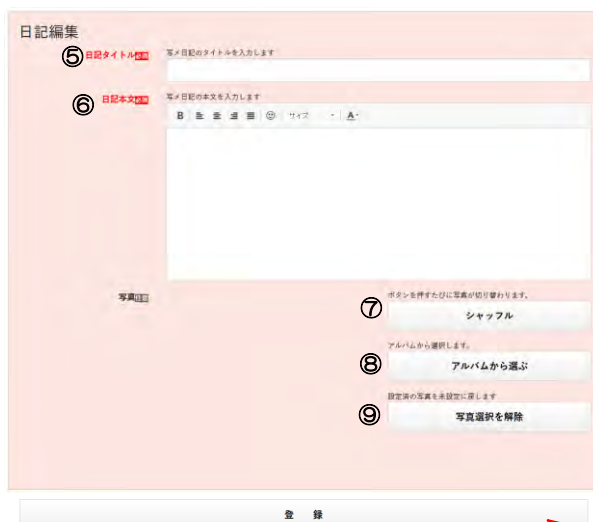 日記編集
⑤ 日記タイトル必須 写メ日記のタイトルを入力します
⑥ 日記本文必須 写メ日記の本文を入力します
B サイズ A
写真任意
ボタンを押すたびに写真が切り替わります。
⑦ シャッフル
アルバムから選択します。
⑧ アルバムから選ぶ
設定済の写真を未設定に戻します
⑨ 写真選択を解除
登 録